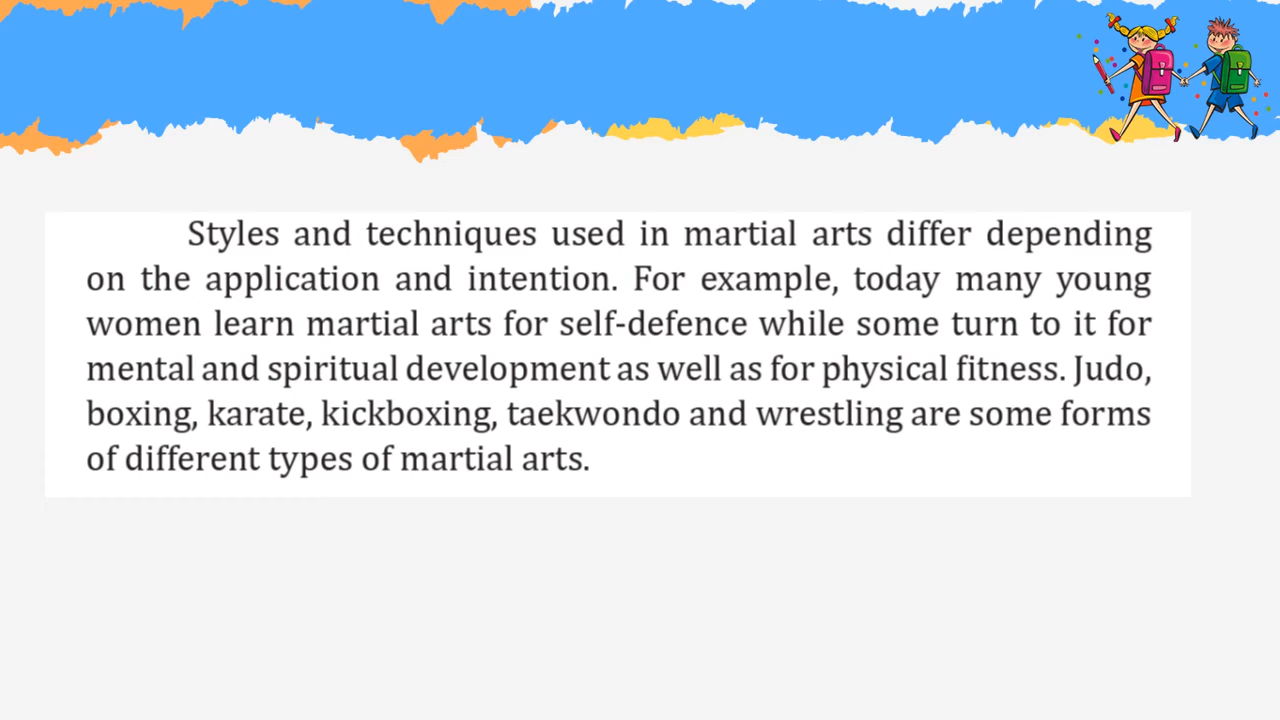 Styles and techniques used in martial arts differ depending
on the application and intention. For example, today many young
women learn martial arts for self-defence while some turn to it for
mental and spiritual development as well as for physical fitness. Judo,
boxing, karate, kickboxing, taekwondo and wrestling are some forms
of different types of martial arts.